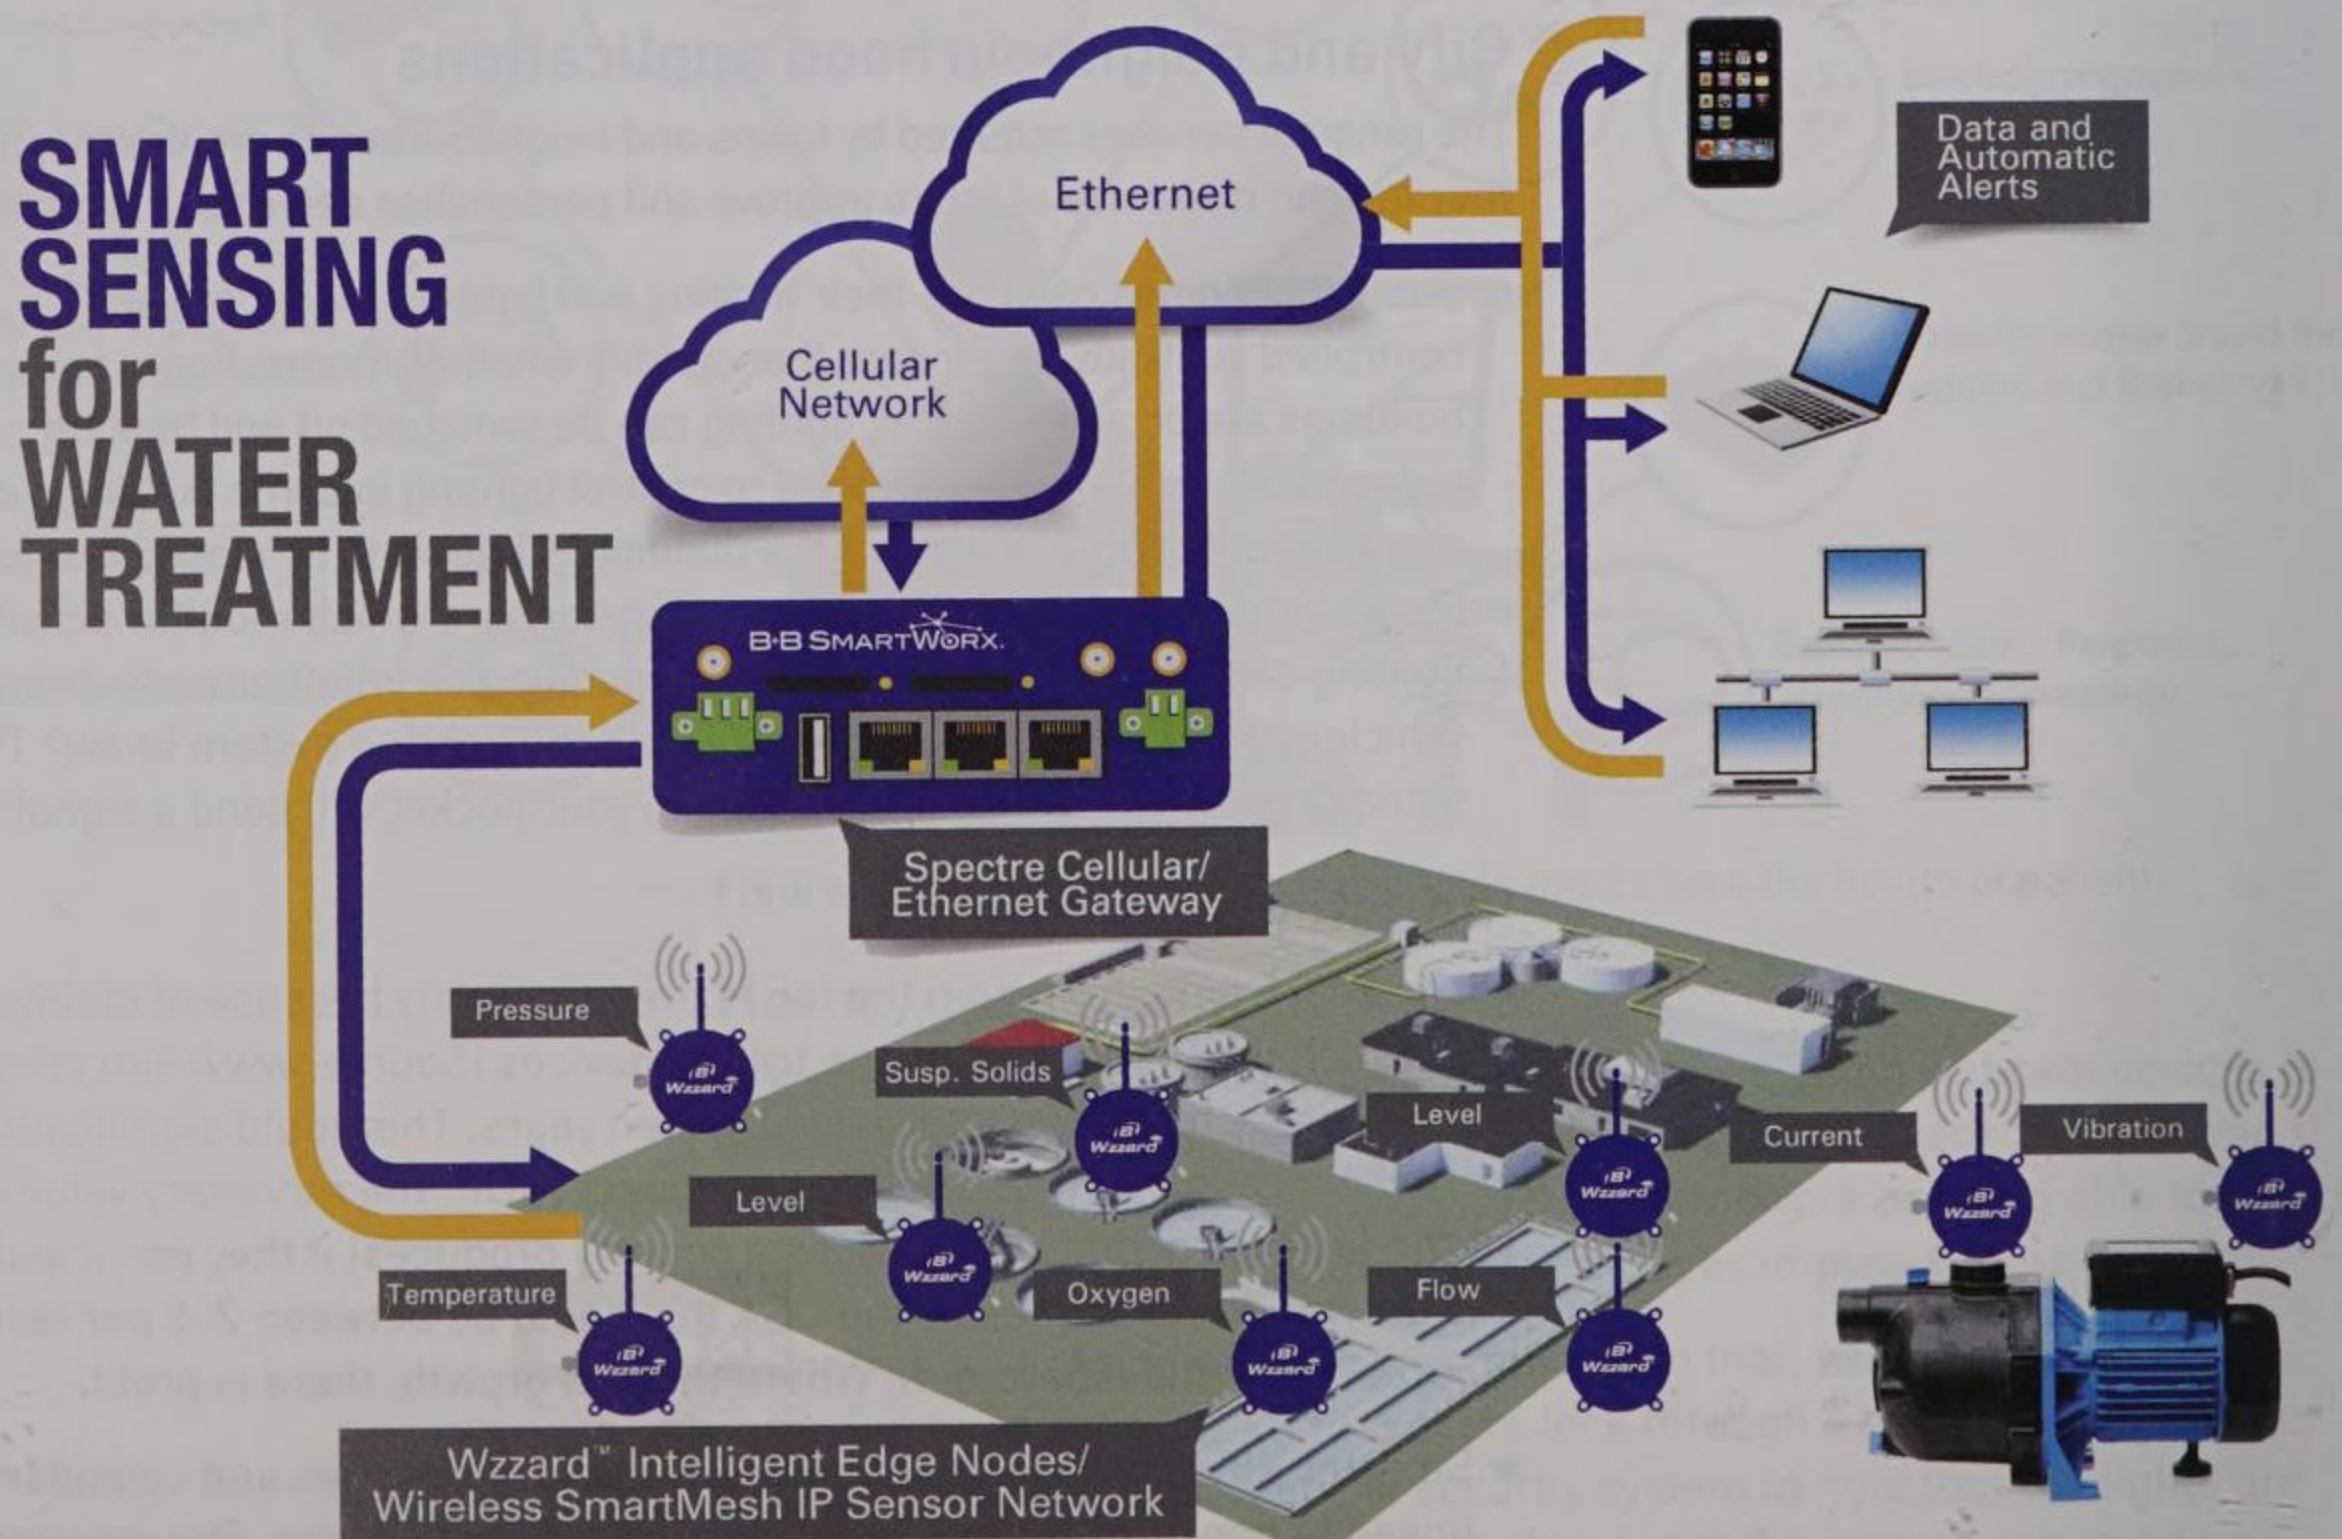 SMART
SENSING
for
WATER
TREATMENT
Ethernet
Cellular
Network
Data and
Automatic
Alerts
B+B SMARTWORX.
Spectre Cellular/
Ethernet Gateway
Pressure
Wzzard
Susp. Solids
Wzzard
Level
Wzzard
Current
Wzzard
Vibration
Wzzard
Level
Wzzard
Temperature
Wzzard
Oxygen
Wzzard
Flow
Wzzard
Wzzard™ Intelligent Edge Nodes/
Wireless SmartMesh IP Sensor Network